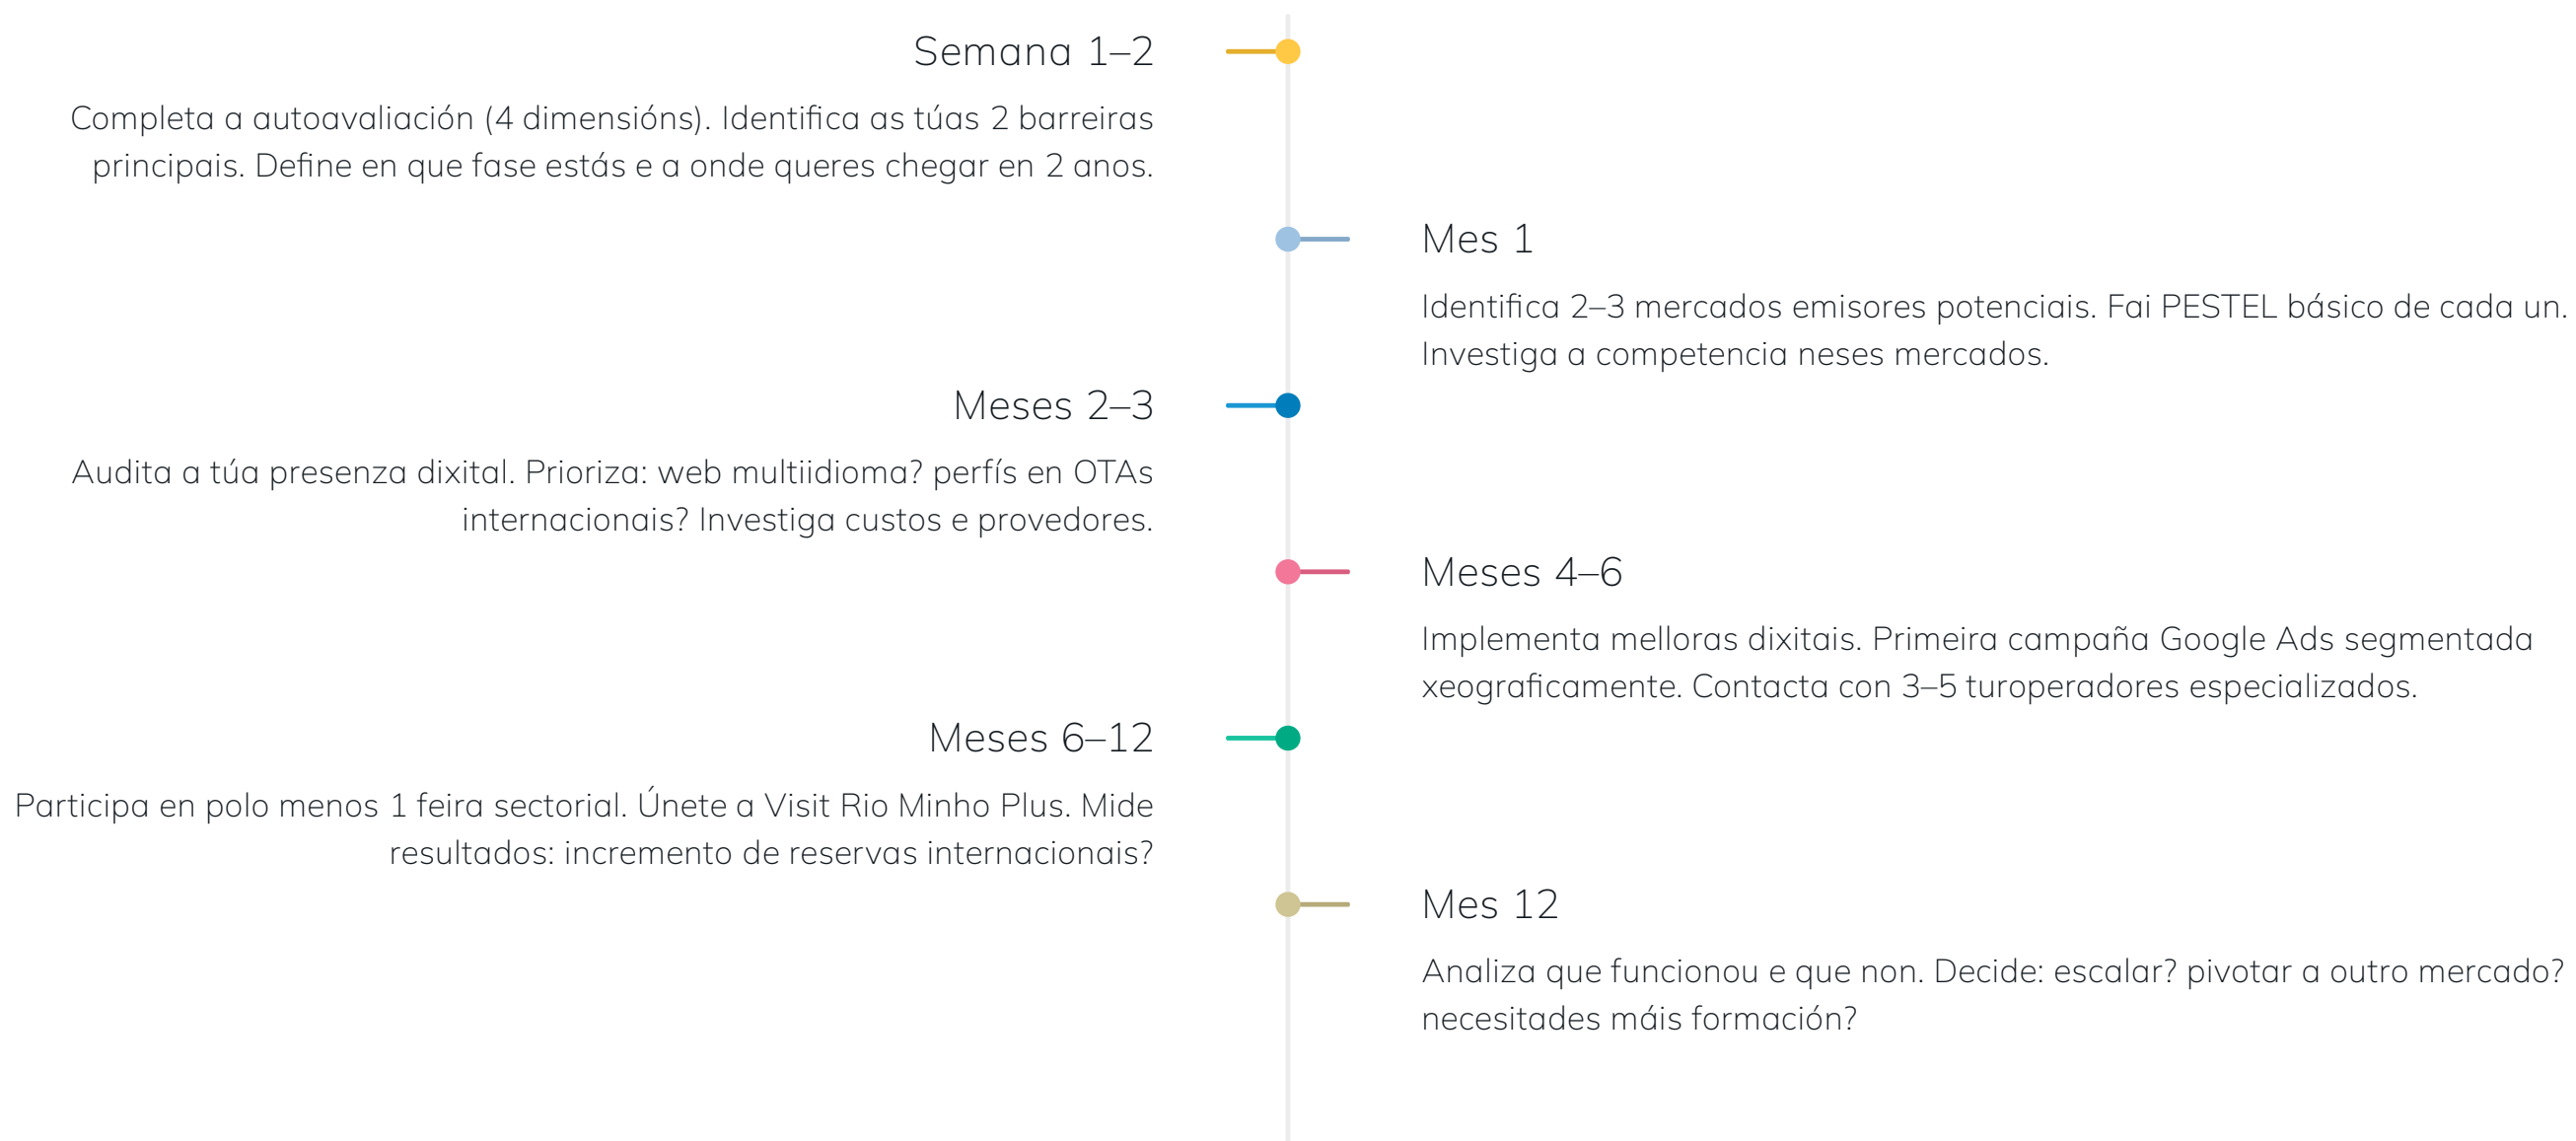 Semana 1–2
Completa a autoavaliación (4 dimensións). Identifica as túas 2 barreiras
principais. Define en que fase estás e a onde queres chegar en 2 anos.
Mes 1
Identifica 2–3 mercados emisores potenciais. Fai PESTEL básico de cada un.
Investiga a competencia neses mercados.
Meses 2–3
Audita a túa presenza dixital. Prioriza: web multiidioma? perfís en OTAs
internacionais? Investiga custos e provedores.
Meses 4–6
Implementa melloras dixitais. Primeira campaña Google Ads segmentada
xeograficamente. Contacta con 3–5 turoperadores especializados.
Meses 6–12
Participa en polo menos 1 feira sectorial. Únete a Visit Rio Minho Plus. Mide
resultados: incremento de reservas internacionais?
Mes 12
Analiza que funcionou e que non. Decide: escalar? pivotar a outro mercado?
necesitades máis formación?